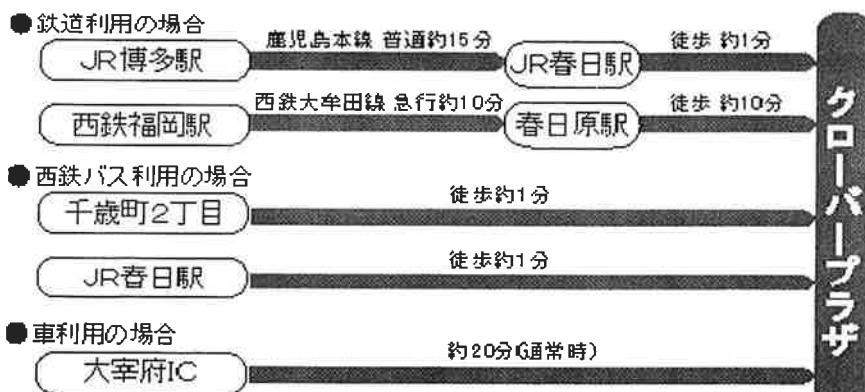 ●鉄道利用の場合
JR博多駅 鹿児島本線 普通約15分 JR春日駅 徒歩 約1分
西鉄福岡駅 西鉄大牟田線 急行約10分 春日原駅 徒歩 約10分
●西鉄バス利用の場合
千歳町2丁目 徒歩約1分
JR春日駅 徒歩約1分
●車利用の場合
大宰府IC 約20分(通常時)
クローバープラザ